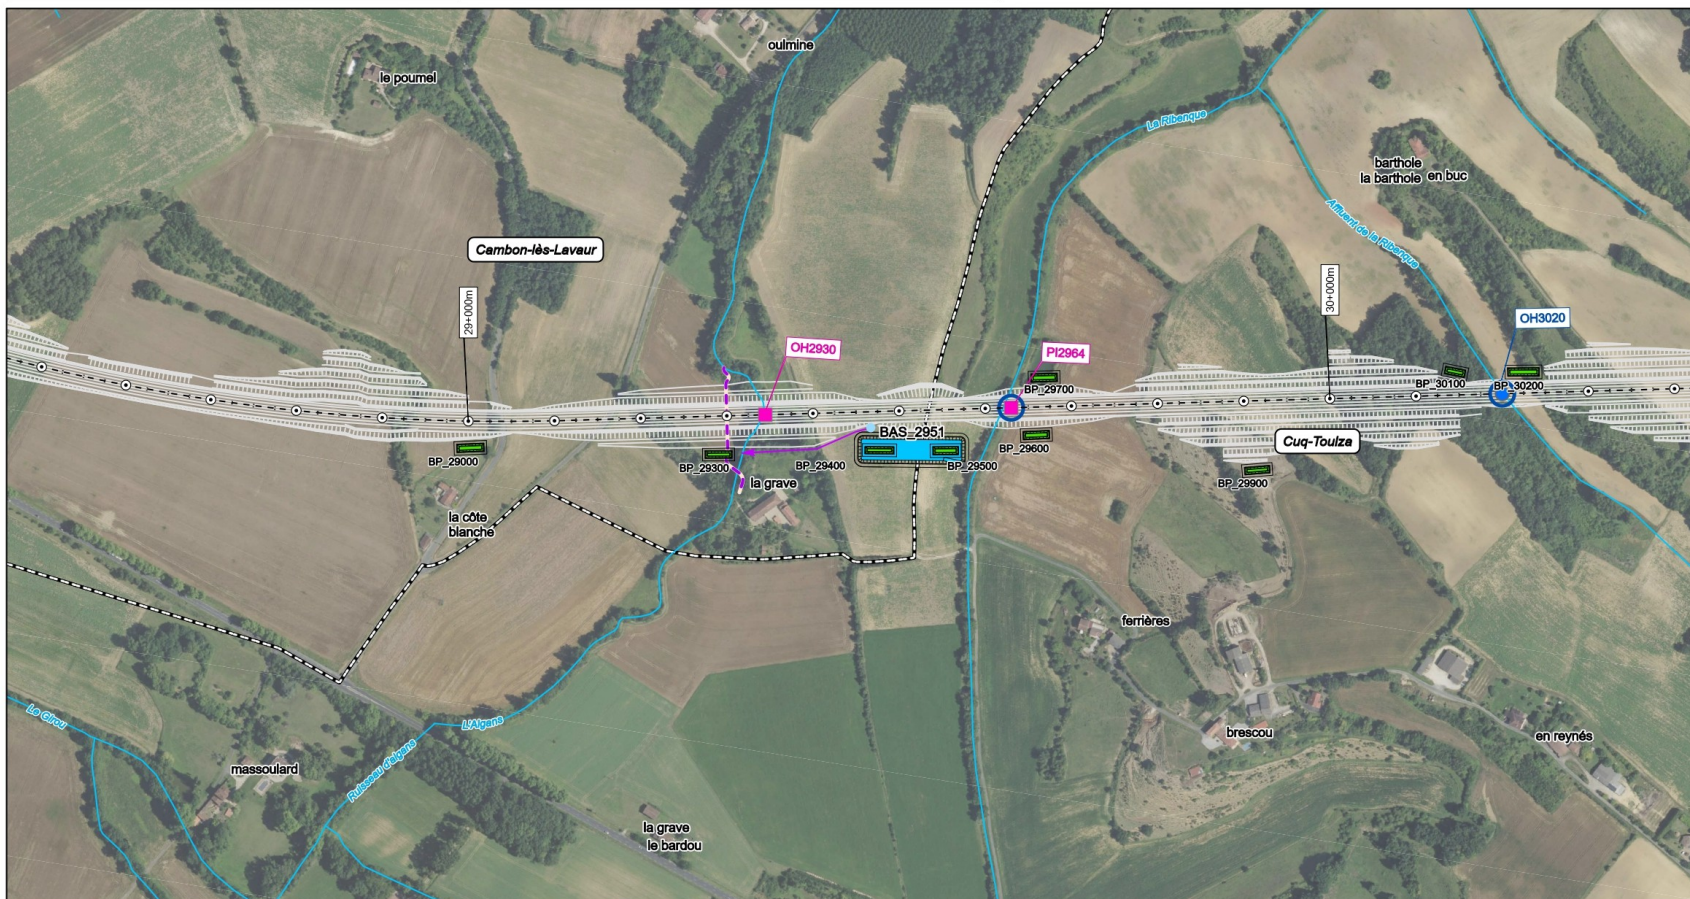 oulmine
le poumel
La Ribenque
barthole
la barthole
en buc
Affluent de la Ribenque
Cambon-lès-Lavaur
29+000m
30+000m
OH3020
OH2930
PI2964
BP_29700
BP_30100
BP_30200
BAS_2951
Cuq-Toulza
BP_29000
BP_29300
BP_29400
BP_29500
BP_29600
BP_29900
la grave
la côte
blanche
ferrières
Le Girou
L'Algans
brescou
en reynés
massoulard
Ruisseau d'algans
la grave
le bardou